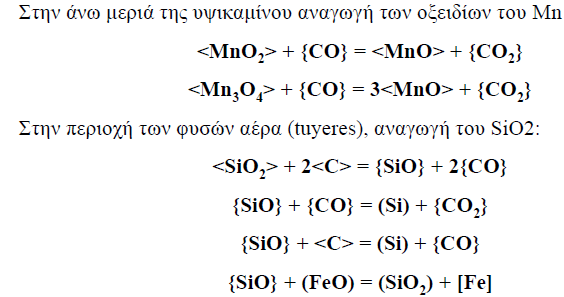 Στην άνω μεριά της υψικαμίνου αναγωγή των οξειδίων του Mn
<MnO₂> + {CO} = <MnO> + {CO₂}
<Mn₃O₄> + {CO} = 3<MnO> + {CO₂}
Στην περιοχή των φυσών αέρα (tuyeres), αναγωγή του SiO2:
<SiO₂> + 2<C> = {SiO} + 2{CO}
{SiO} + {CO} = (Si) + {CO₂}
{SiO} + <C> = (Si) + {CO}
{SiO} + (FeO) = (SiO₂) + [Fe]